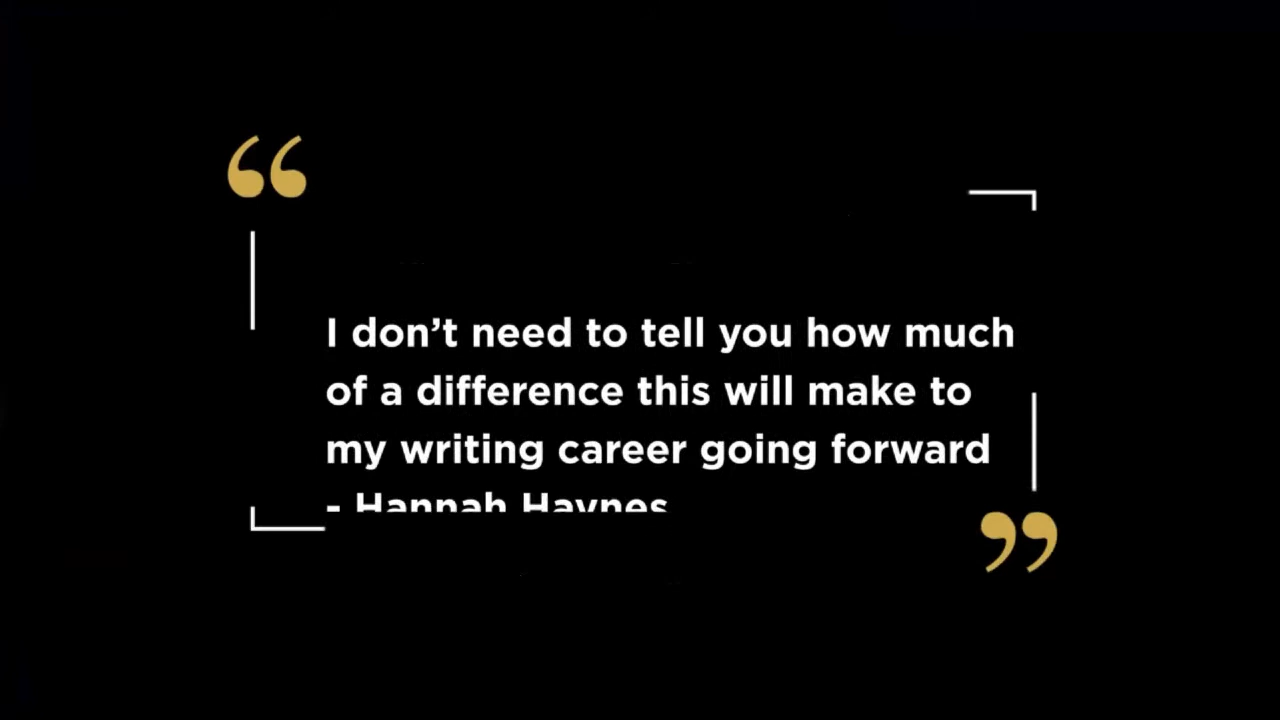 “
I don’t need to tell you how much
of a difference this will make to
my writing career going forward
- Hannah Haynes
”